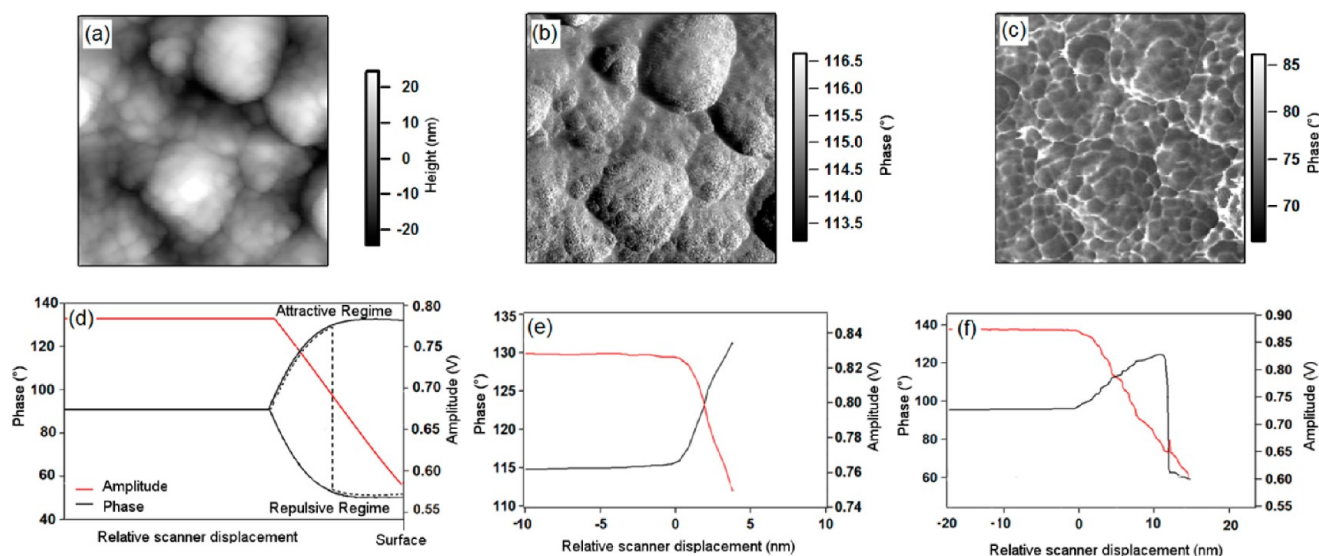 (a)
20
10
0
-10
-20
Height (nm)
(b)
116.5
116.0
115.5
115.0
114.5
114.0
113.5
Phase (°)
(c)
85
80
75
70
Phase (°)
(d)
140
120
100
80
60
40
Phase (°)
Attractive Regime
Repulsive Regime
Amplitude
Phase
0.80
0.75
0.70
0.65
0.60
0.55
Amplitude (V)
Relative scanner displacement
Surface
(e)
135
130
125
120
115
110
Phase (°)
0.84
0.82
0.80
0.78
0.76
0.74
Amplitude (V)
-10
-5
0
5
10
Relative scanner displacement (nm)
(f)
140
120
100
80
60
Phase (°)
0.90
0.85
0.80
0.75
0.70
0.65
0.60
0.55
Amplitude (V)
-20
-10
0
10
20
Relative scanner displacement (nm)